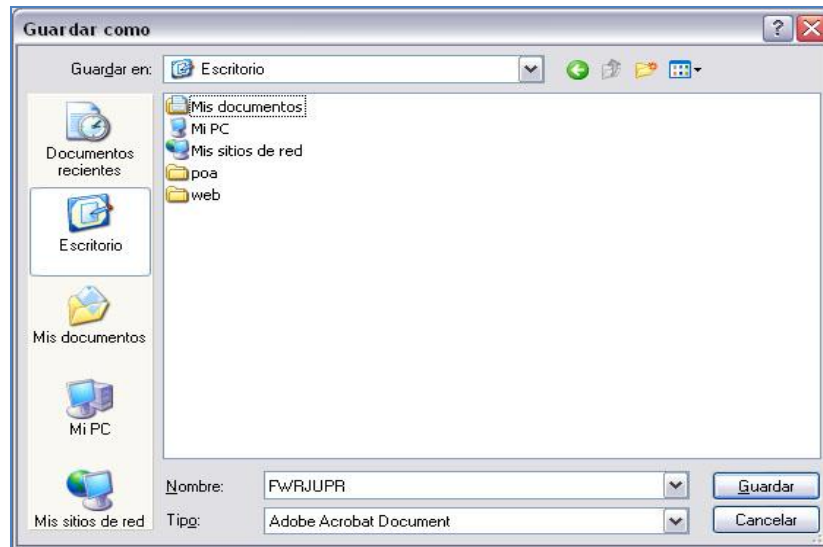 Guardar como
Guardar en: Escritorio
Mis documentos
Mi PC
Mis sitios de red
poa
web
Documentos
recientes
Escritorio
Mis documentos
Mi PC
Mis sitios de red
Nombre: FWRJUPR Guardar
Tipo: Adobe Acrobat Document Cancelar